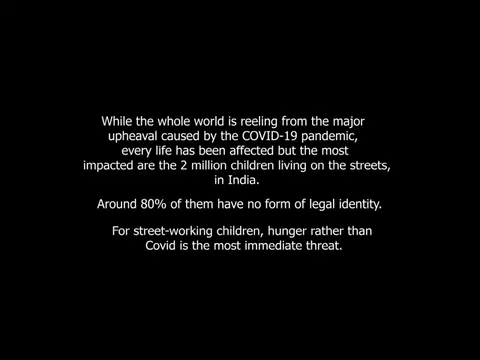 While the whole world is reeling from the major
upheaval caused by the COVID-19 pandemic,
every life has been affected but the most
impacted are the 2 million children living on the streets,
in India.
Around 80% of them have no form of legal identity.
For street-working children, hunger rather than
Covid is the most immediate threat.